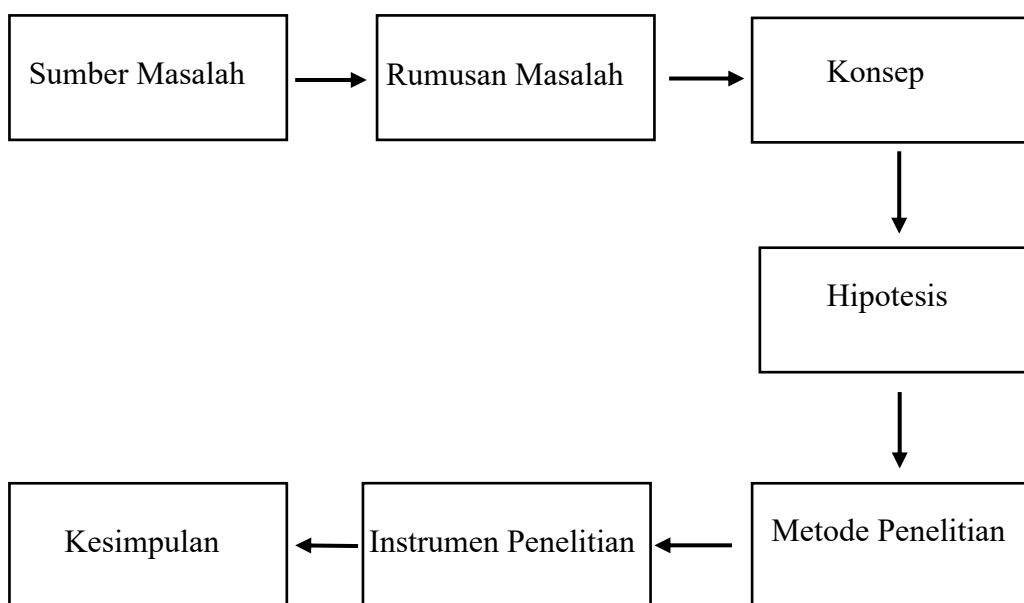 Sumber Masalah
Rumusan Masalah
Konsep
Hipotesis
Metode Penelitian
Instrumen Penelitian
Kesimpulan